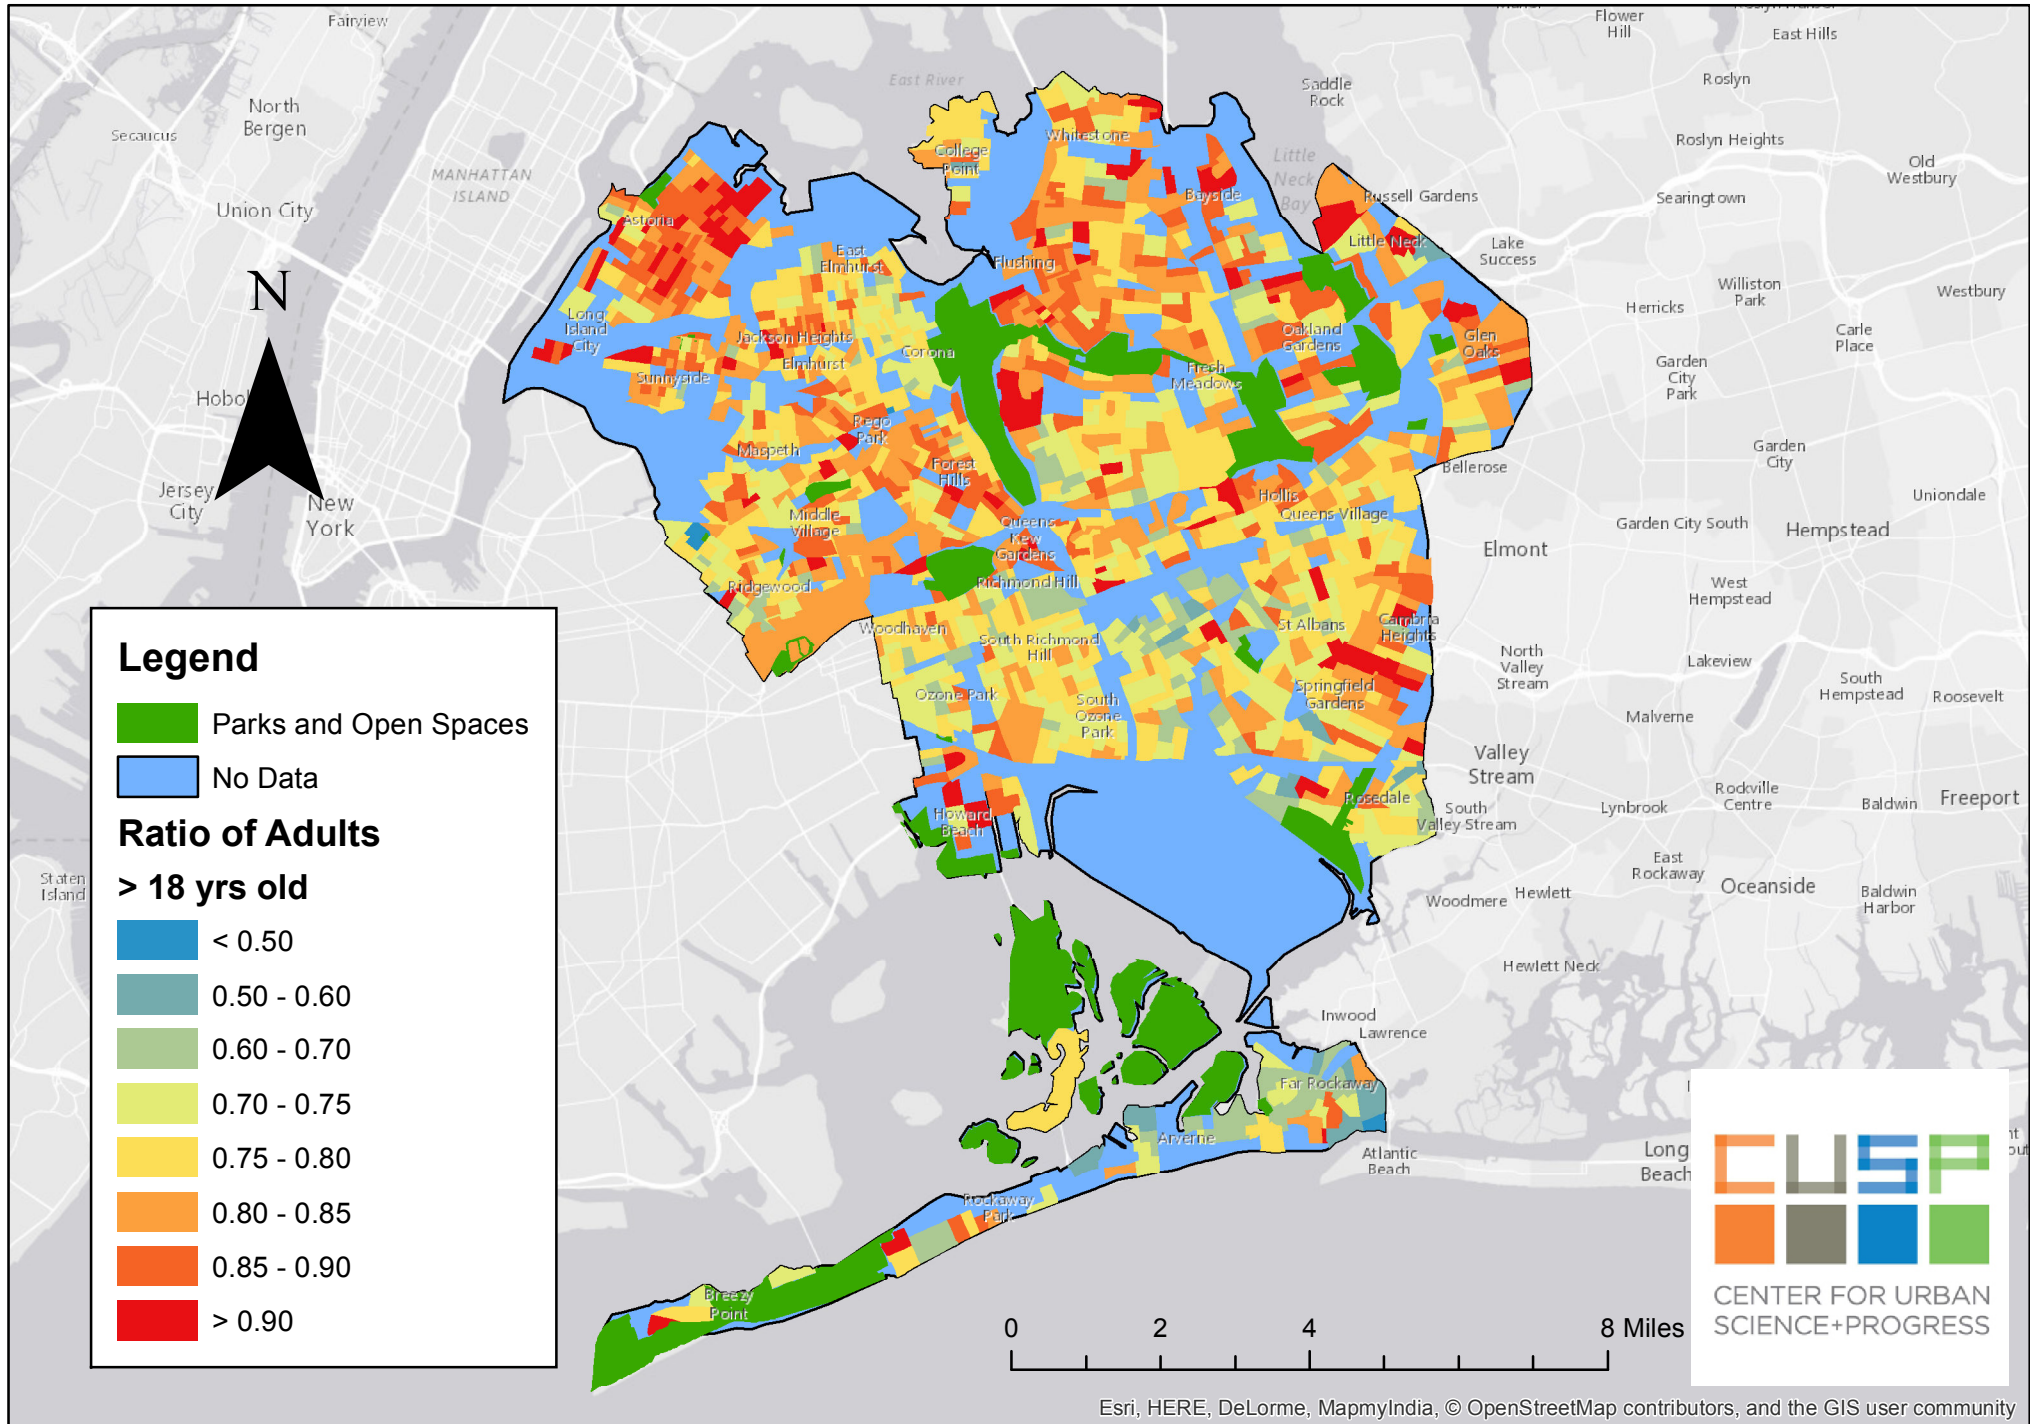 Fairview
Flower
Hill
East Hills
Roslyn
East River
Saddle
Rock
North
Bergen
Secaucus
Whitestone
Roslyn Heights
College
Point
Little
Neck
Bay
Old
Westbury
MANHATTAN
ISLAND
Bayside
Russell Gardens
Searingtown
Union City
Astoria
Little Neck
Lake
Success
East
Elmhurst
Flushing
N
Williston
Park
Westbury
Herricks
Long
Island
City
Jackson Heights
Oakland
Gardens
Glen
Oaks
Carle
Place
Elmhurst
Corona
Sunnyside
Fresh
Meadows
Garden
City
Park
Rego
Park
Maspeth
Garden
City
Forest
Hills
Bellerose
Jersey
City
New
York
Hollis
Uniondale
Middle
Village
Queens
Kew
Gardens
Queens Village
Garden City South
Hempstead
Elmont
Ridgewood
Richmond Hill
West
Hempstead
Woodhaven
South Richmond
Hill
St Albans
Cambria
Heights
North
Valley
Stream
Lakeview
South
Hempstead
Roosevelt
Ozone Park
South
Ozone
Park
Springfield
Gardens
Malverne
Valley
Stream
Rosedale
Howard
Beach
South
Valley Stream
Lynbrook
Rockville
Centre
Baldwin
Freeport
East
Rockaway
Oceanside
Woodmere
Hewlett
Baldwin
Harbor
Staten
Island
Hewlett Neck
Inwood
Lawrence
Far Rockaway
Arverne
Atlantic
Beach
Long
Beach
Rockaway
Park
Breezy
Point
Legend
Parks and Open Spaces
No Data
Ratio of Adults
> 18 yrs old
< 0.50
0.50 - 0.60
0.60 - 0.70
0.70 - 0.75
0.75 - 0.80
0.80 - 0.85
0.85 - 0.90
> 0.90
0 2 4 8 Miles
CUSP
CENTER FOR URBAN
SCIENCE+PROGRESS
Esri, HERE, DeLorme, MapmyIndia, © OpenStreetMap contributors, and the GIS user community